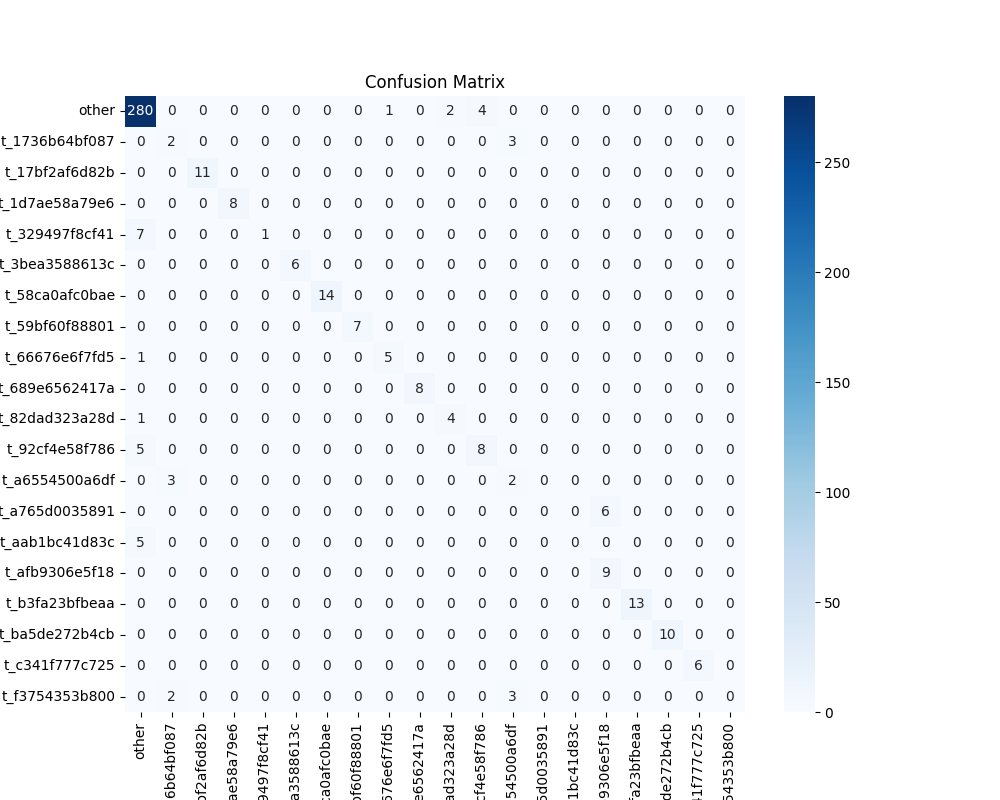 Confusion Matrix
other 280 0 0 0 0 0 0 0 1 0 2 4 0 0 0 0 0 0 0 0
t_1736b64bf087 0 2 0 0 0 0 0 0 0 0 0 0 3 0 0 0 0 0 0 0
t_17bf2af6d82b 0 0 11 0 0 0 0 0 0 0 0 0 0 0 0 0 0 0 0 0
t_1d7ae58a79e6 0 0 0 8 0 0 0 0 0 0 0 0 0 0 0 0 0 0 0 0
t_329497f8cf41 7 0 0 0 1 0 0 0 0 0 0 0 0 0 0 0 0 0 0 0
t_3bea3588613c 0 0 0 0 0 6 0 0 0 0 0 0 0 0 0 0 0 0 0 0
t_58ca0afc0bae 0 0 0 0 0 0 14 0 0 0 0 0 0 0 0 0 0 0 0 0
t_59bf60f88801 0 0 0 0 0 0 0 7 0 0 0 0 0 0 0 0 0 0 0 0
t_66676e6f7fd5 1 0 0 0 0 0 0 0 5 0 0 0 0 0 0 0 0 0 0 0
t_689e6562417a 0 0 0 0 0 0 0 0 0 8 0 0 0 0 0 0 0 0 0 0
t_82dad323a28d 1 0 0 0 0 0 0 0 0 0 4 0 0 0 0 0 0 0 0 0
t_92cf4e58f786 5 0 0 0 0 0 0 0 0 0 0 8 0 0 0 0 0 0 0 0
t_a6554500a6df 0 3 0 0 0 0 0 0 0 0 0 0 2 0 0 0 0 0 0 0
t_a765d0035891 0 0 0 0 0 0 0 0 0 0 0 0 0 0 0 6 0 0 0 0
t_aab1bc41d83c 5 0 0 0 0 0 0 0 0 0 0 0 0 0 0 0 0 0 0 0
t_afb9306e5f18 0 0 0 0 0 0 0 0 0 0 0 0 0 0 0 9 0 0 0 0
t_b3fa23bfbeaa 0 0 0 0 0 0 0 0 0 0 0 0 0 0 0 0 13 0 0 0
t_ba5de272b4cb 0 0 0 0 0 0 0 0 0 0 0 0 0 0 0 0 0 10 0 0
t_c341f777c725 0 0 0 0 0 0 0 0 0 0 0 0 0 0 0 0 0 0 6 0
t_f3754353b800 0 2 0 0 0 0 0 0 0 0 0 0 3 0 0 0 0 0 0 0
other
6b64bf087
bf2af6d82b
ae58a79e6
9497f8cf41
a3588613c
ca0afc0bae
bf60f88801
676e6f7fd5
e6562417a
ad323a28d
cf4e58f786
54500a6df
5d0035891
1bc41d83c
9306e5f18
fa23bfbeaa
de272b4cb
41f777c725
54353b800
250
200
150
100
50
0